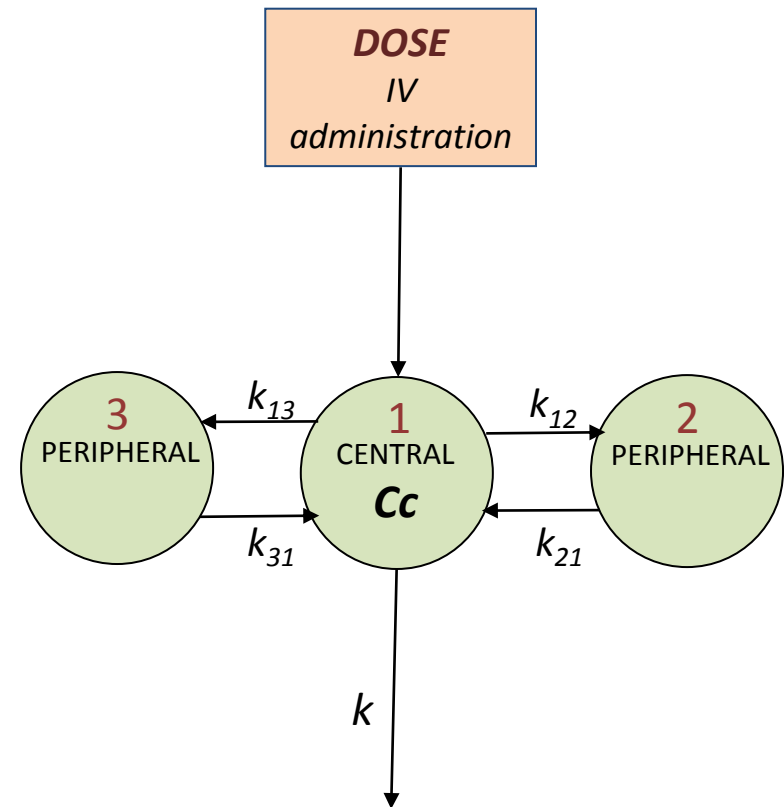 DOSE
IV
administration
k13
3
PERIPHERAL
k31
1
CENTRAL
Cc
k12
2
PERIPHERAL
k21
k